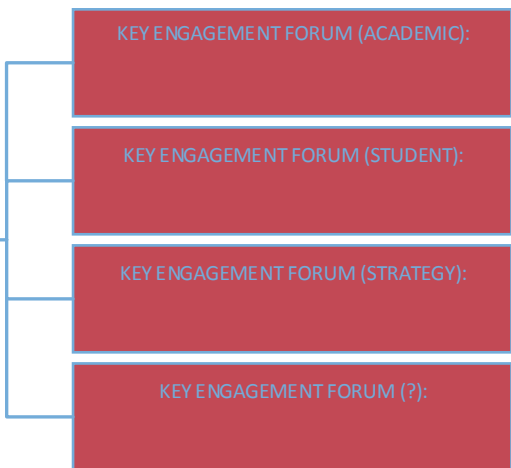 KEY ENGAGEMENT FORUM (ACADEMIC):
KEY ENGAGEMENT FORUM (STUDENT):
KEY ENGAGEMENT FORUM (STRATEGY):
KEY ENGAGEMENT FORUM (?):